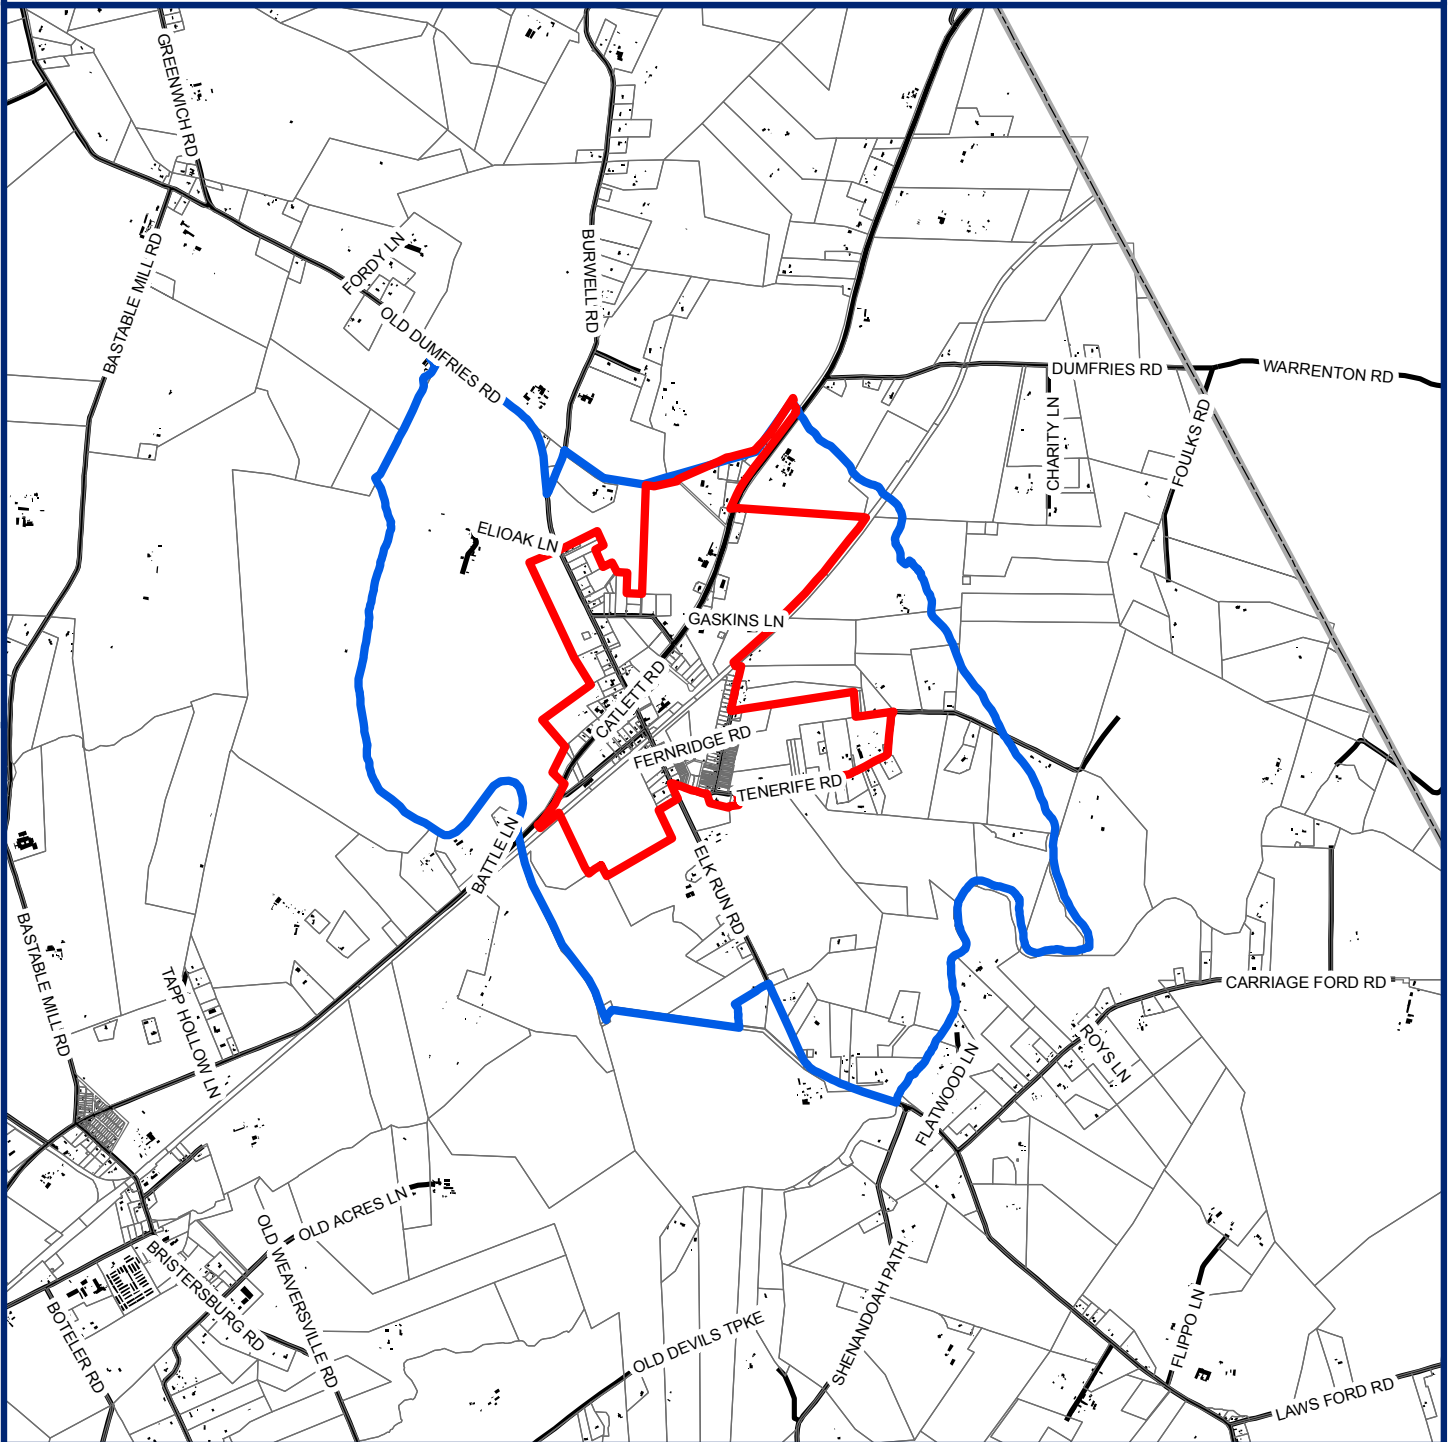 GREENWICH RD
BASTABLE MILL RD
FORDY LN
BURWELL RD
OLD DUMFRIES RD
DUMFRIES RD
WARRENTON RD
CHARITY LN
FOULKS RD
ELIOAK LN
GASKINS LN
CATLETT RD
FERNRIDGE RD
TENERIFE RD
BATTLE LN
ELK RUN RD
BASTABLE MILL RD
TAPP HOLLOW LN
CARRIAGE FORD RD
ROYS LN
FLATWOOD LN
OLD ACRES LN
OLD WEAVERSVILLE RD
BRISTERSBURG RD
BOTELER RD
SHENANDOAH PATH
OLD DEVILS TPKE
FLIPPO LN
LAWS FORD RD